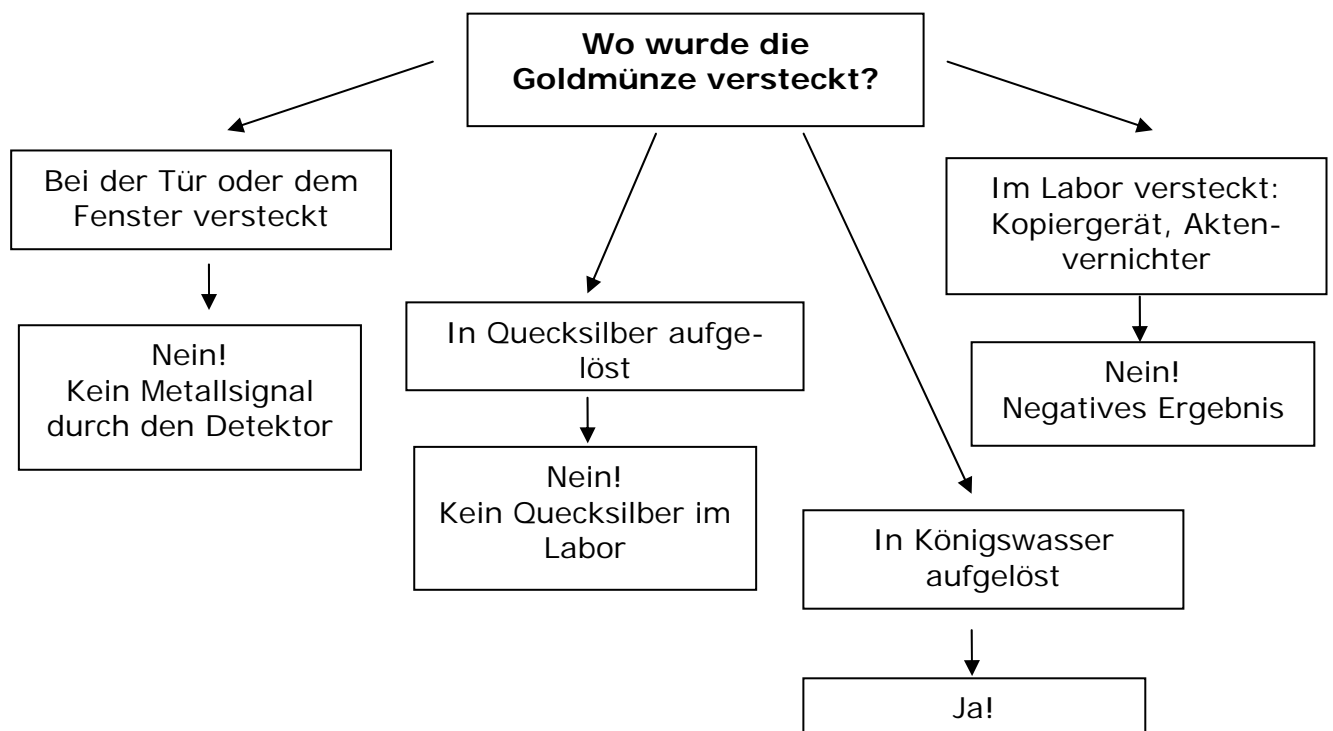 Wo wurde die
Goldmünze versteckt?
Bei der Tür oder dem
Fenster versteckt
Nein!
Kein Metallsignal
durch den Detektor
In Quecksilber aufge-
löst
Nein!
Kein Quecksilber im
Labor
In Königswasser
aufgelöst
Ja!
Im Labor versteckt:
Kopiergerät, Akten-
vernichter
Nein!
Negatives Ergebnis